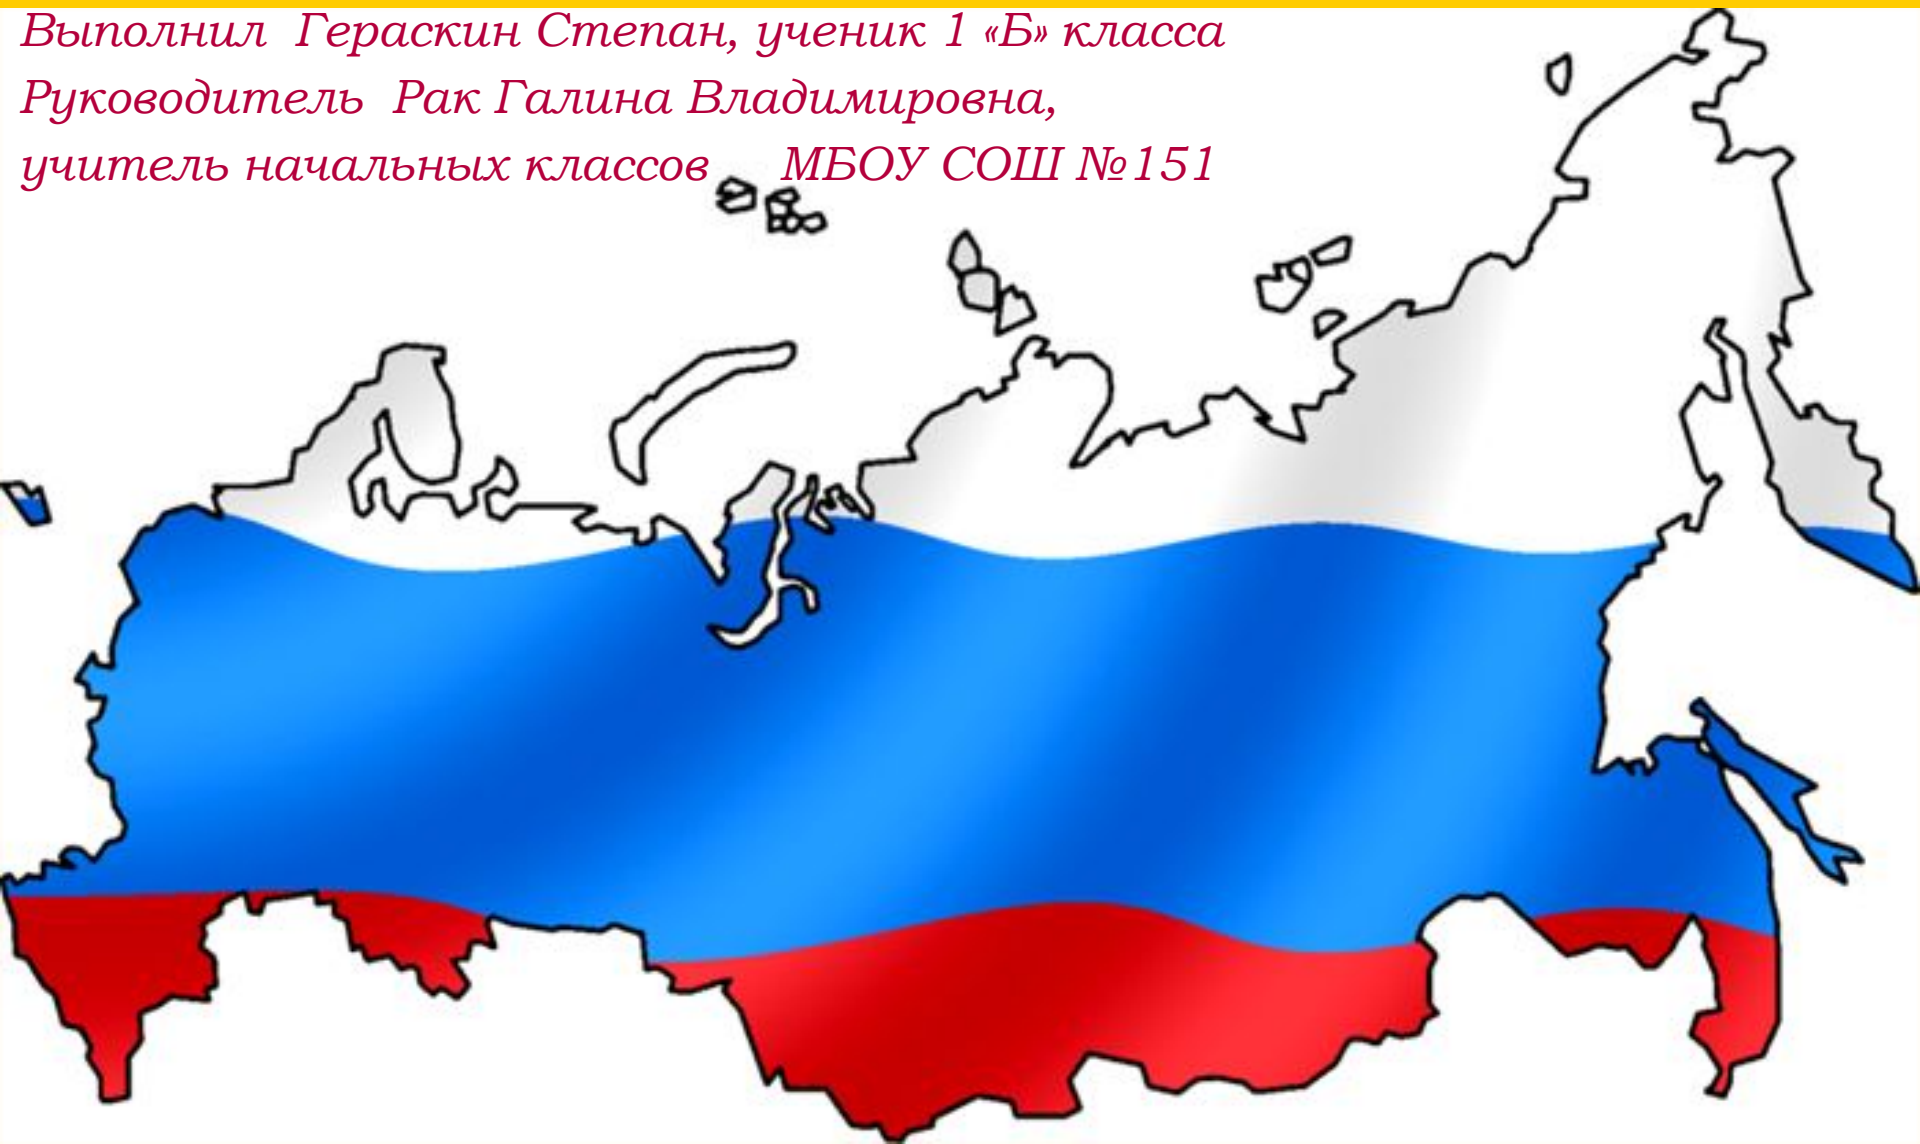 Выполнил Гераскин Степан, ученик 1 «Б» класса
Руководитель Рак Галина Владимировна,
учитель начальных классов МБОУ СОШ №151